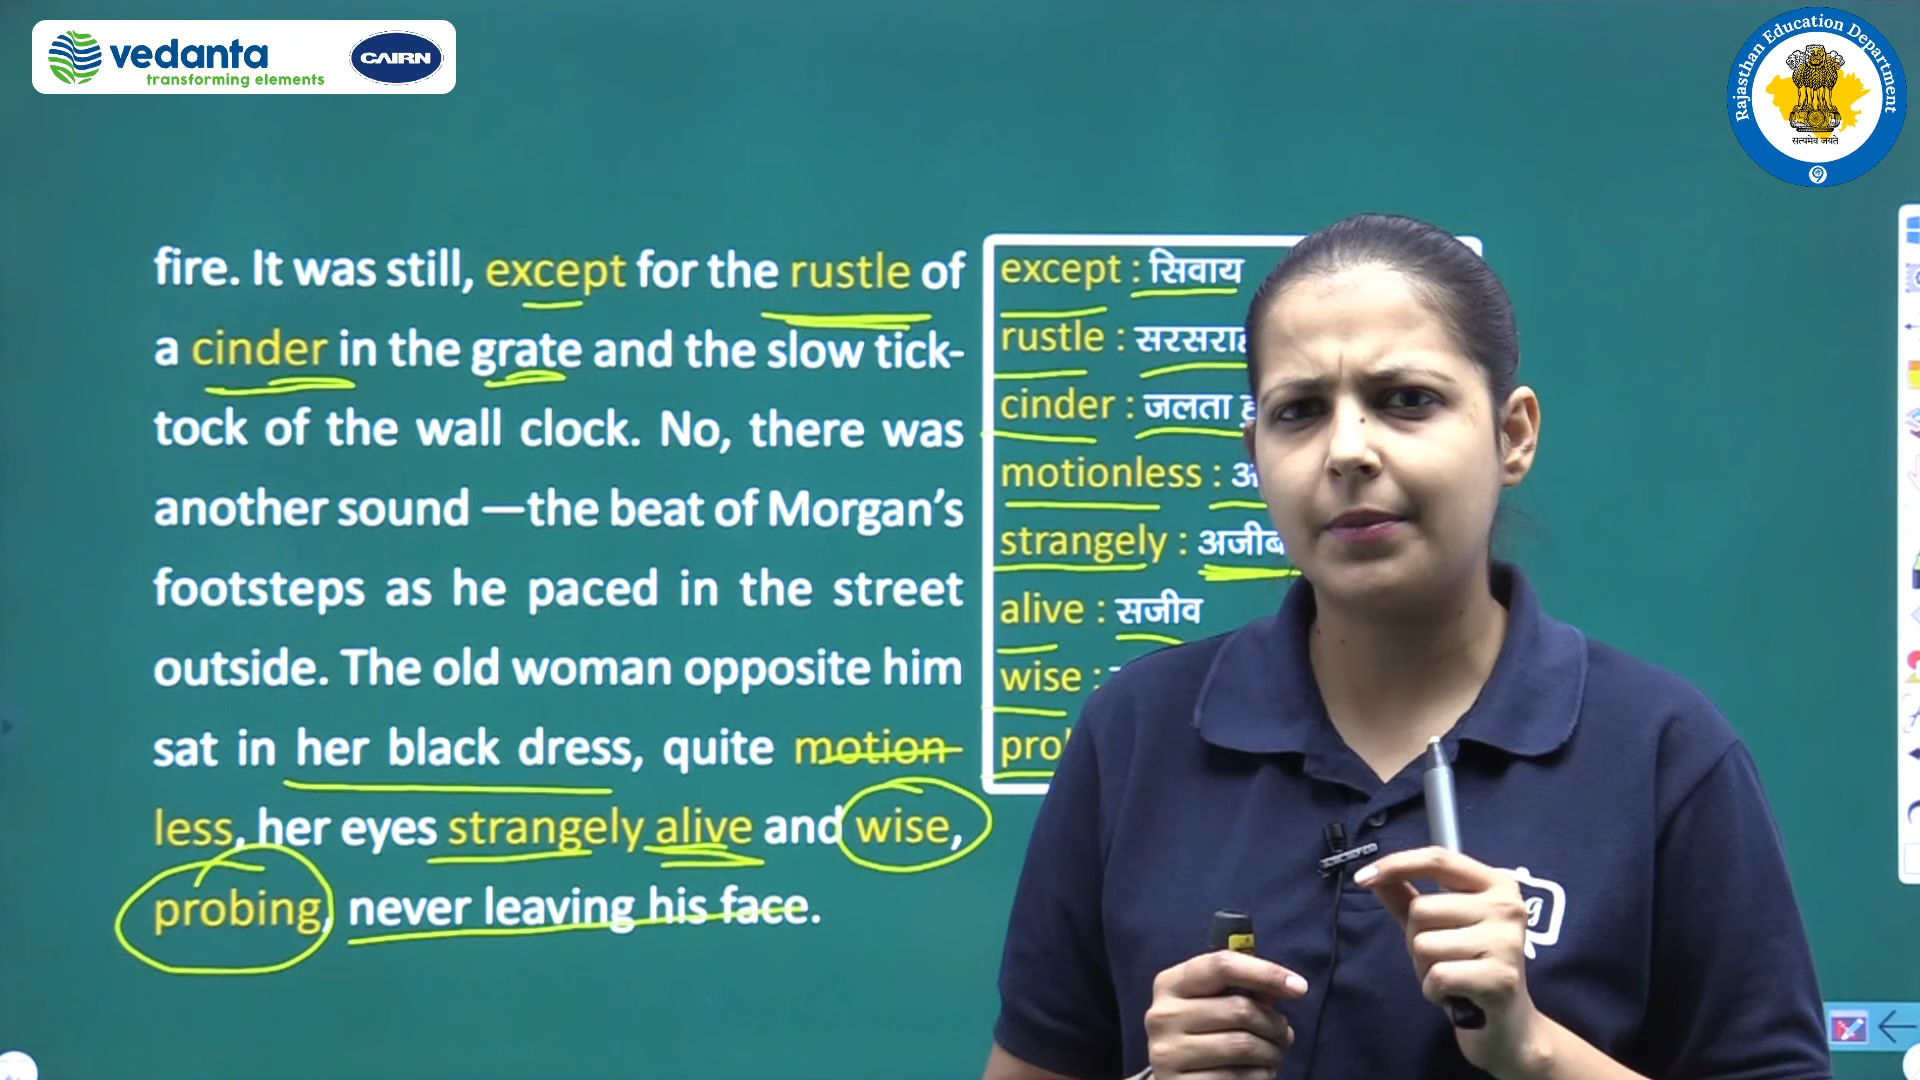 vedanta
transforming elements
CAIRN
Rajasthan Education Department
सत्यमेव जयते
fire. It was still, except for the rustle of
a cinder in the grate and the slow tick-
tock of the wall clock. No, there was
another sound —the beat of Morgan's
footsteps as he paced in the street
outside. The old woman opposite him
sat in her black dress, quite motion-
less, her eyes strangely alive and wise,
probing, never leaving his face.
except : सिवाय
rustle :
cinder : जलता
motionless :
strangely :
alive : सजीव
wise :